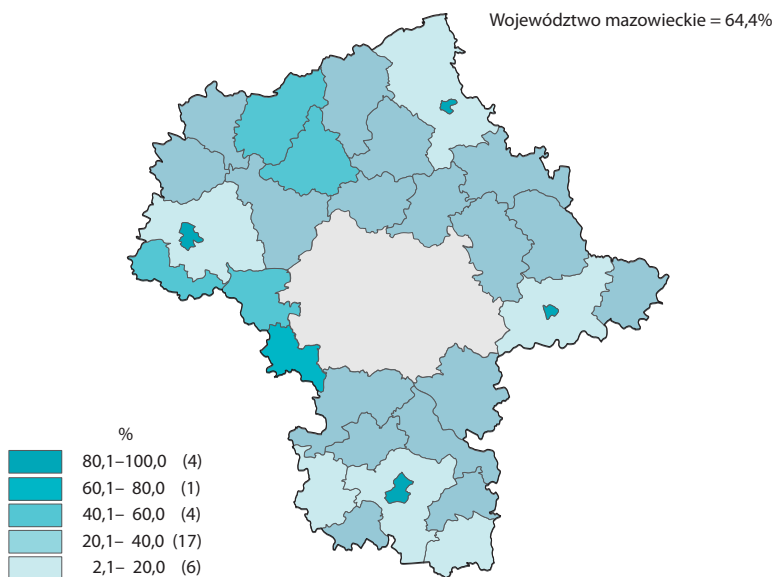 Województwo mazowieckie = 64,4%
%
80,1–100,0 (4)
60,1– 80,0 (1)
40,1– 60,0 (4)
20,1– 40,0 (17)
2,1– 20,0 (6)